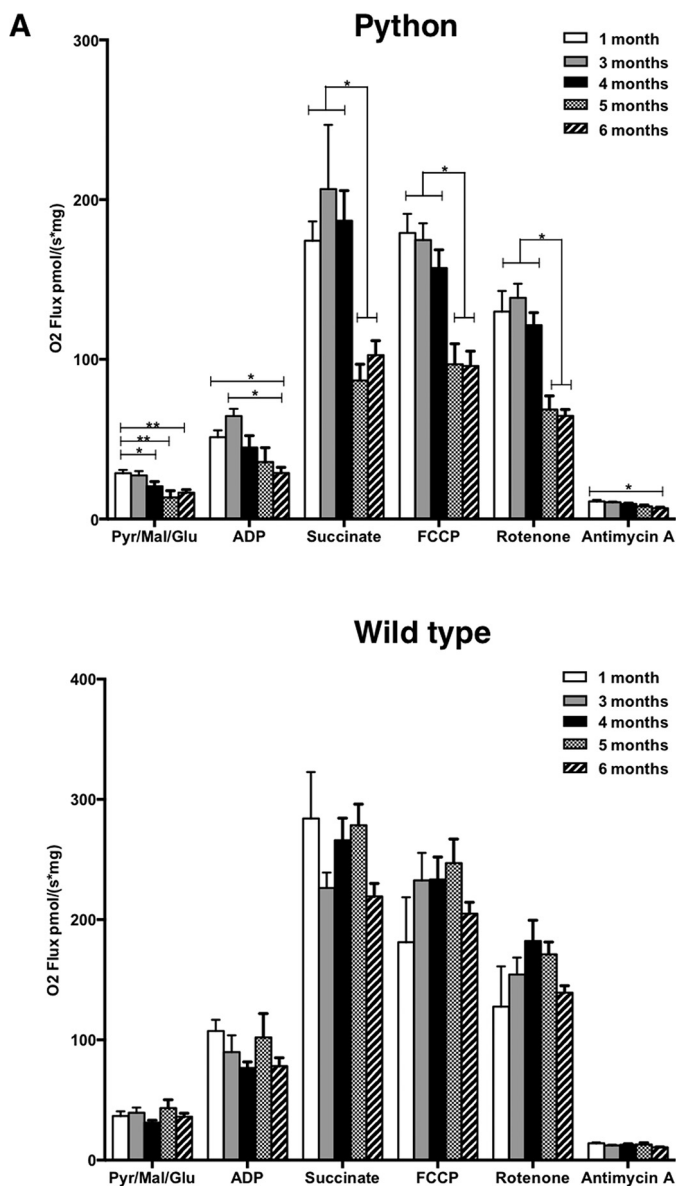 A
Python
300
200
100
0
O2 Flux pmol/(s*mg)
1 month
3 months
4 months
5 months
6 months
*
*
*
*
*
**
**
*
*
Pyr/Mal/Glu ADP Succinate FCCP Rotenone Antimycin A
Wild type
400
300
200
100
0
O2 Flux pmol/(s*mg)
1 month
3 months
4 months
5 months
6 months
Pyr/Mal/Glu ADP Succinate FCCP Rotenone Antimycin A